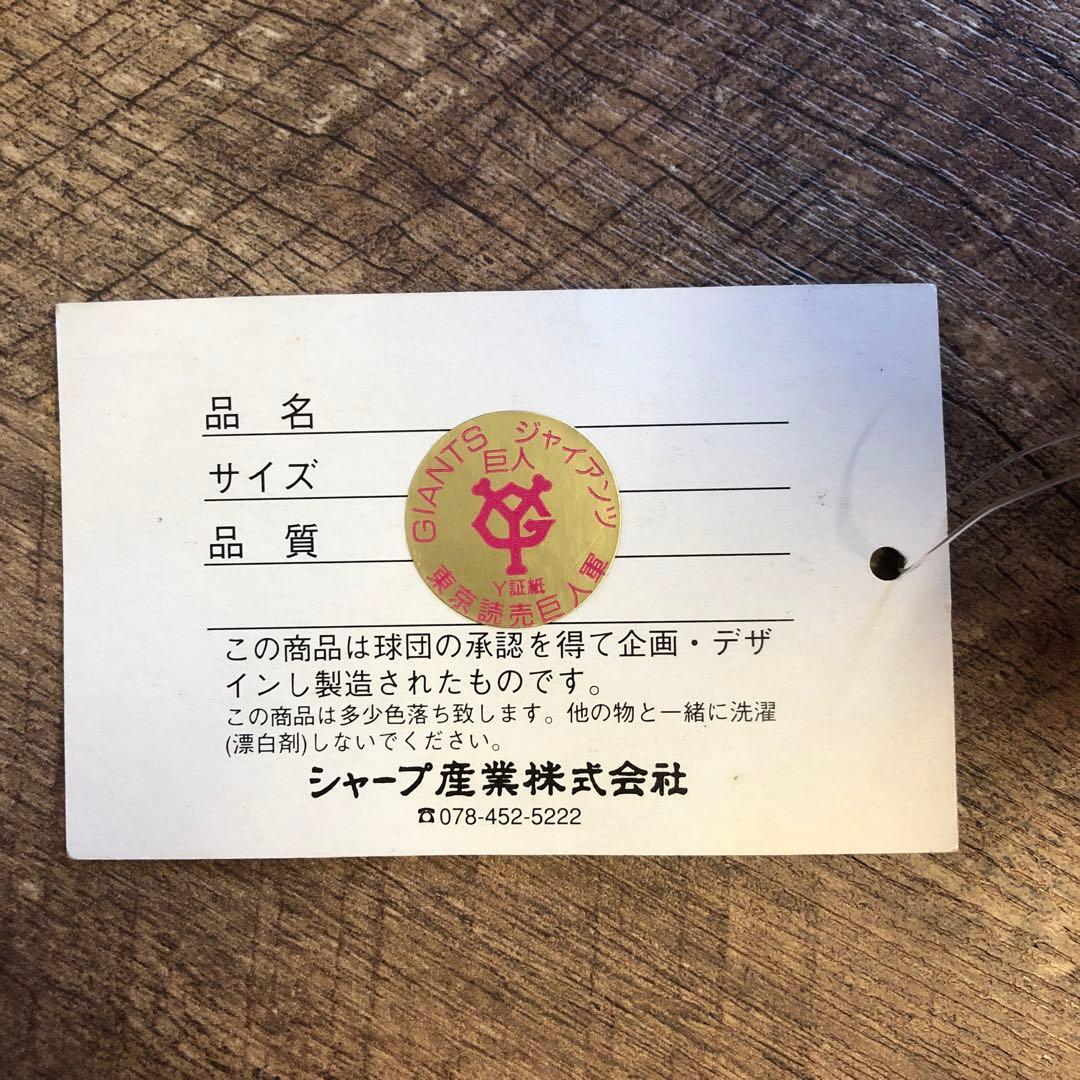 品 名
サイズ
品 質
GIANTS ジャイアンツ
巨人
YG
Y証紙
東京読売巨人軍
この商品は球団の承認を得て企画・デザ
インし製造されたものです。
この商品は多少色落ち致します。他の物と一緒に洗濯
(漂白剤)しないでください。
シャープ産業株式会社
☎078-452-5222